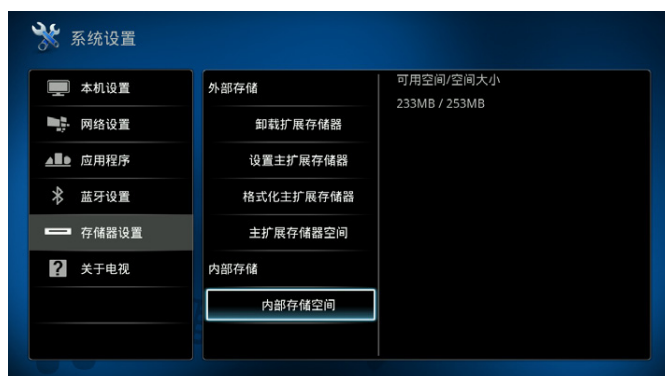 系统设置
本机设置
网络设置
应用程序
蓝牙设置
存储器设置
关于电视
外部存储
卸载扩展存储器
设置主扩展存储器
格式化主扩展存储器
主扩展存储器空间
内部存储
内部存储空间
可用空间/空间大小
233MB / 253MB